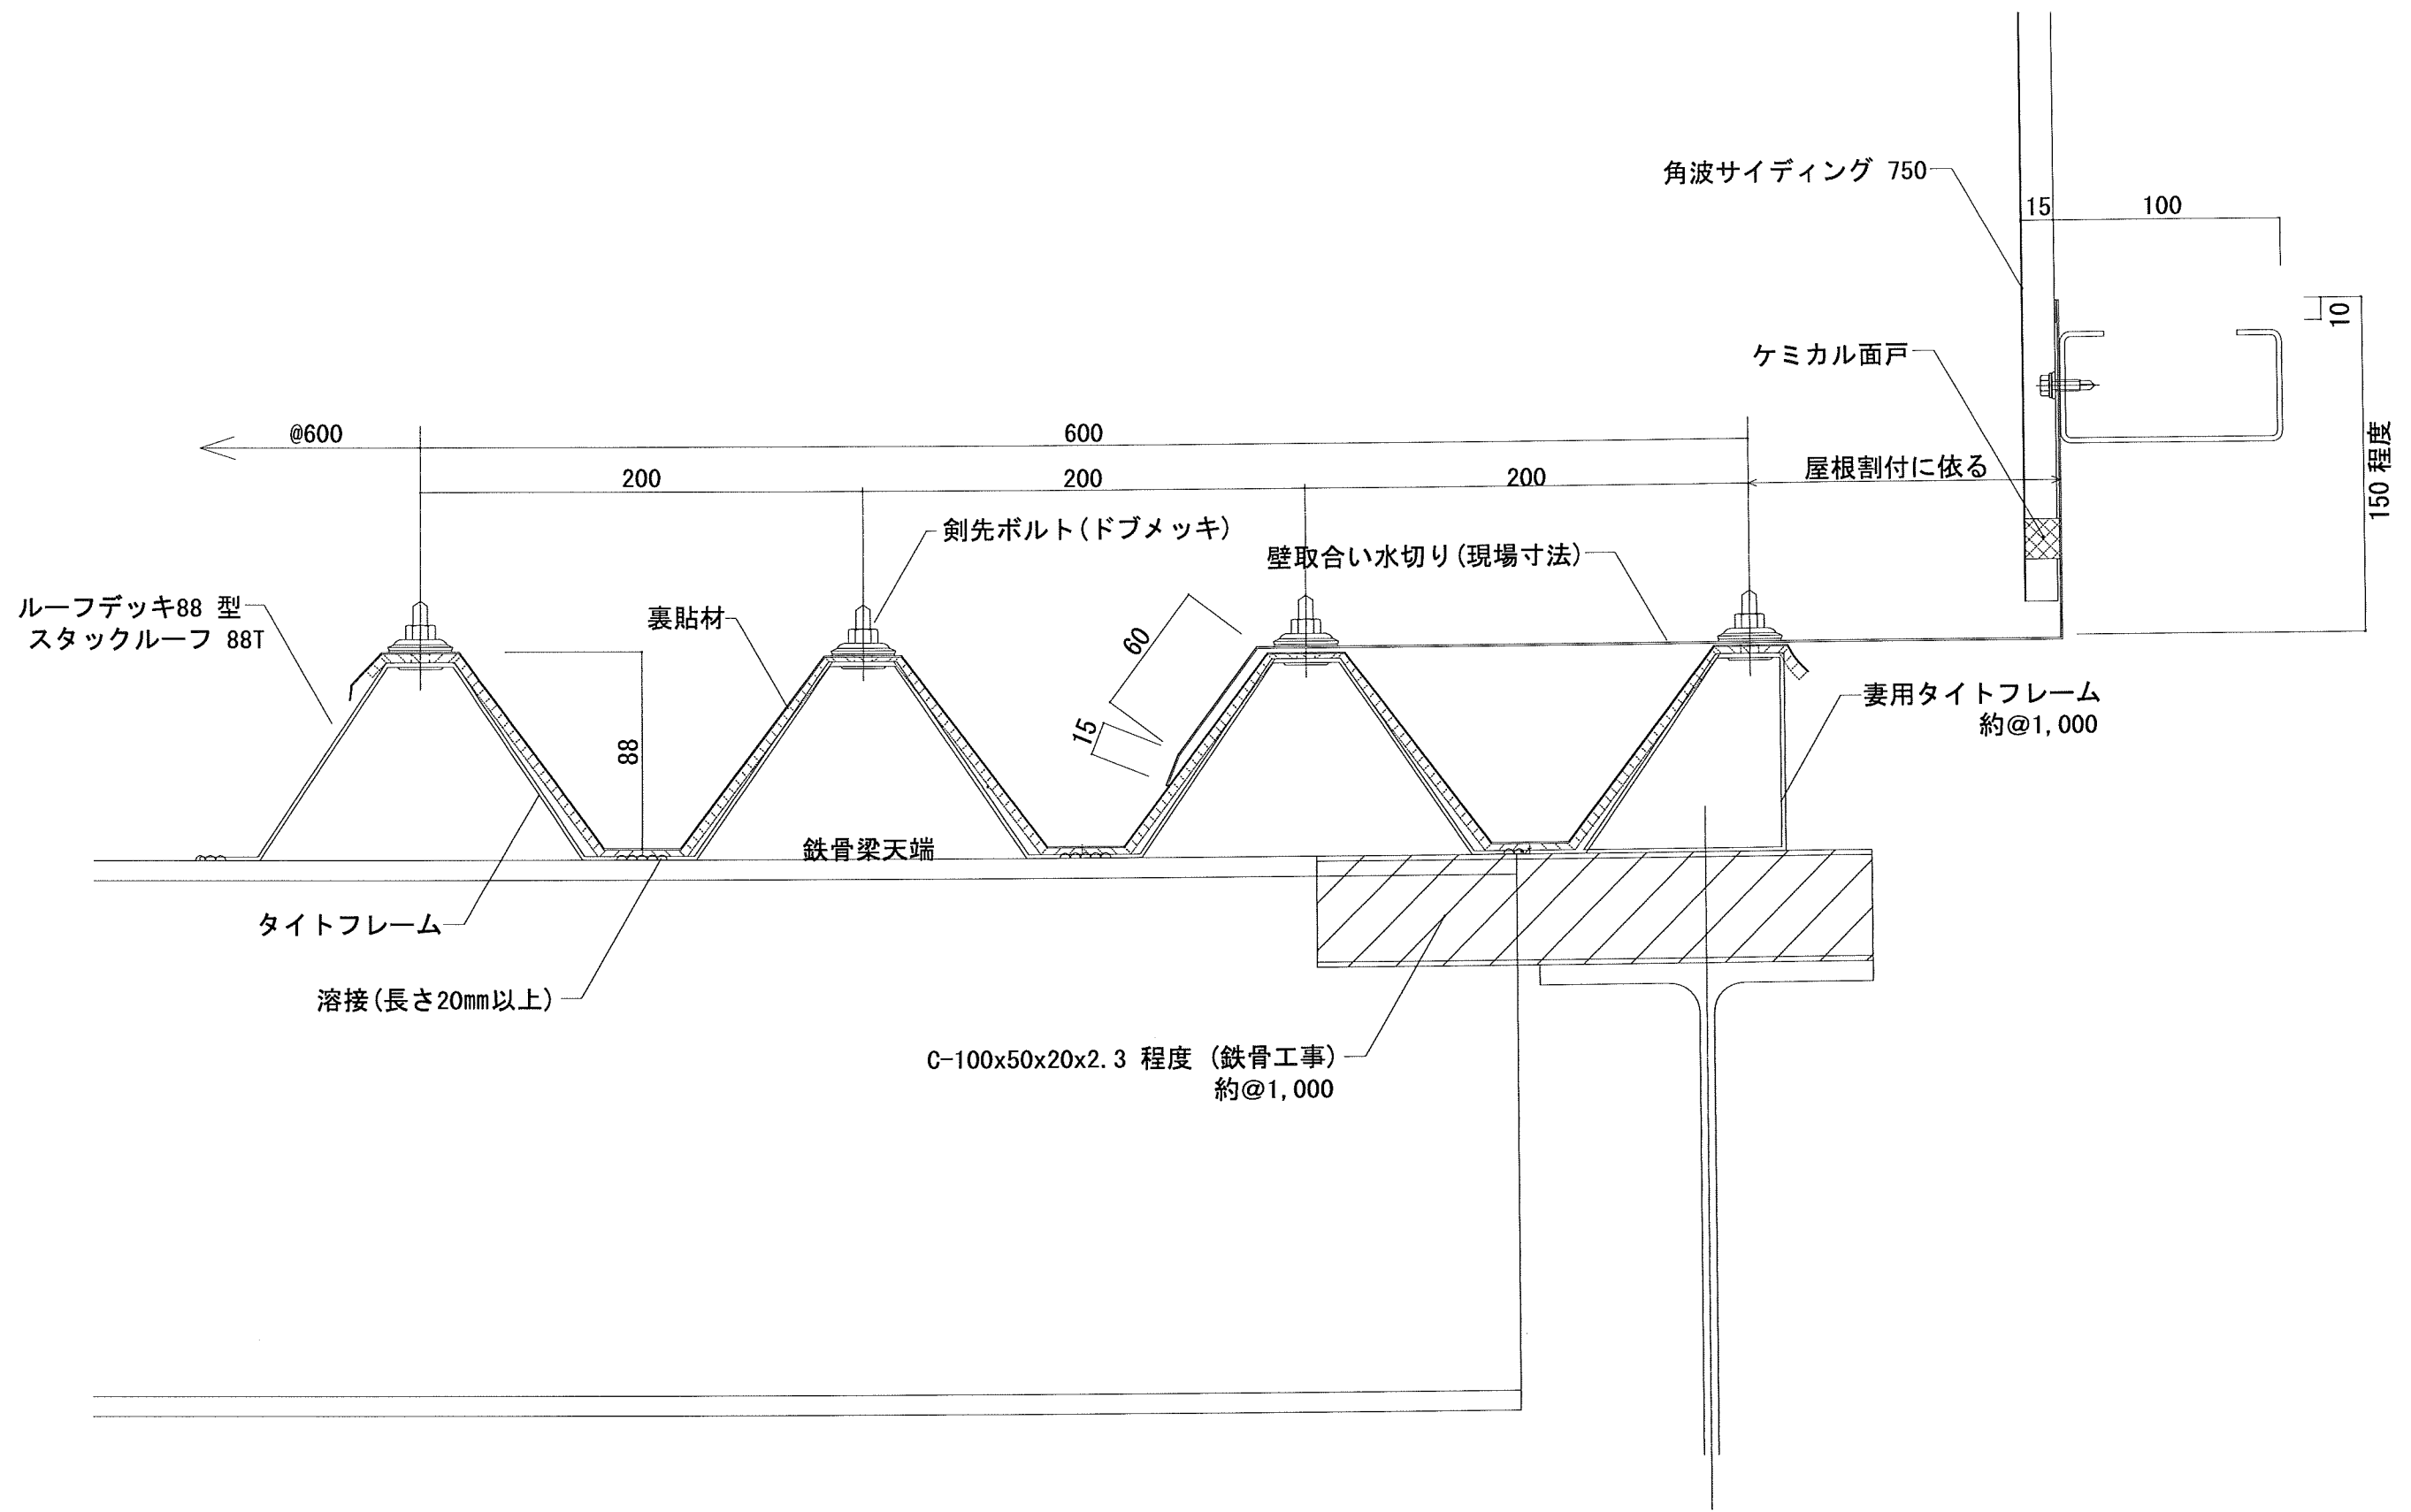 角波サイディング 750
15
100
10
ケミカル面戸
150 程度
@600
600
200
200
200
屋根割付に依る
剣先ボルト(ドブメッキ)
壁取合い水切り(現場寸法)
ルーフデッキ88 型
スタックルーフ 88T
裏貼材
60
15
88
妻用タイトフレーム
約@1,000
鉄骨梁天端
タイトフレーム
溶接(長さ20㎜以上)
C-100x50x20x2.3 程度 (鉄骨工事)
約@1,000